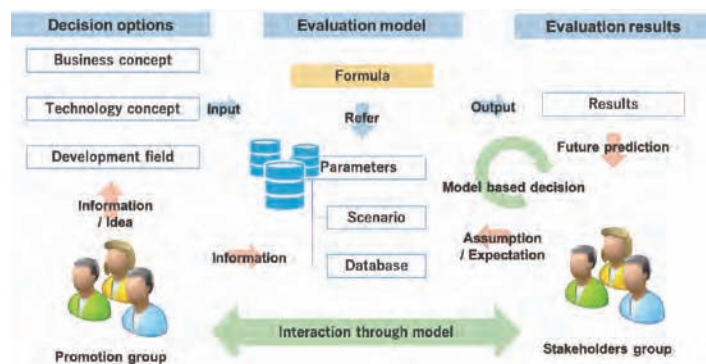 Decision options
Evaluation model
Evaluation results
Business concept
Technology concept
Development field
Input
Formula
Refer
Parameters
Scenario
Database
Output
Results
Future prediction
Model based decision
Information
/ Idea
Information
Assumption
/ Expectation
Interaction through model
Promotion group
Stakeholders group